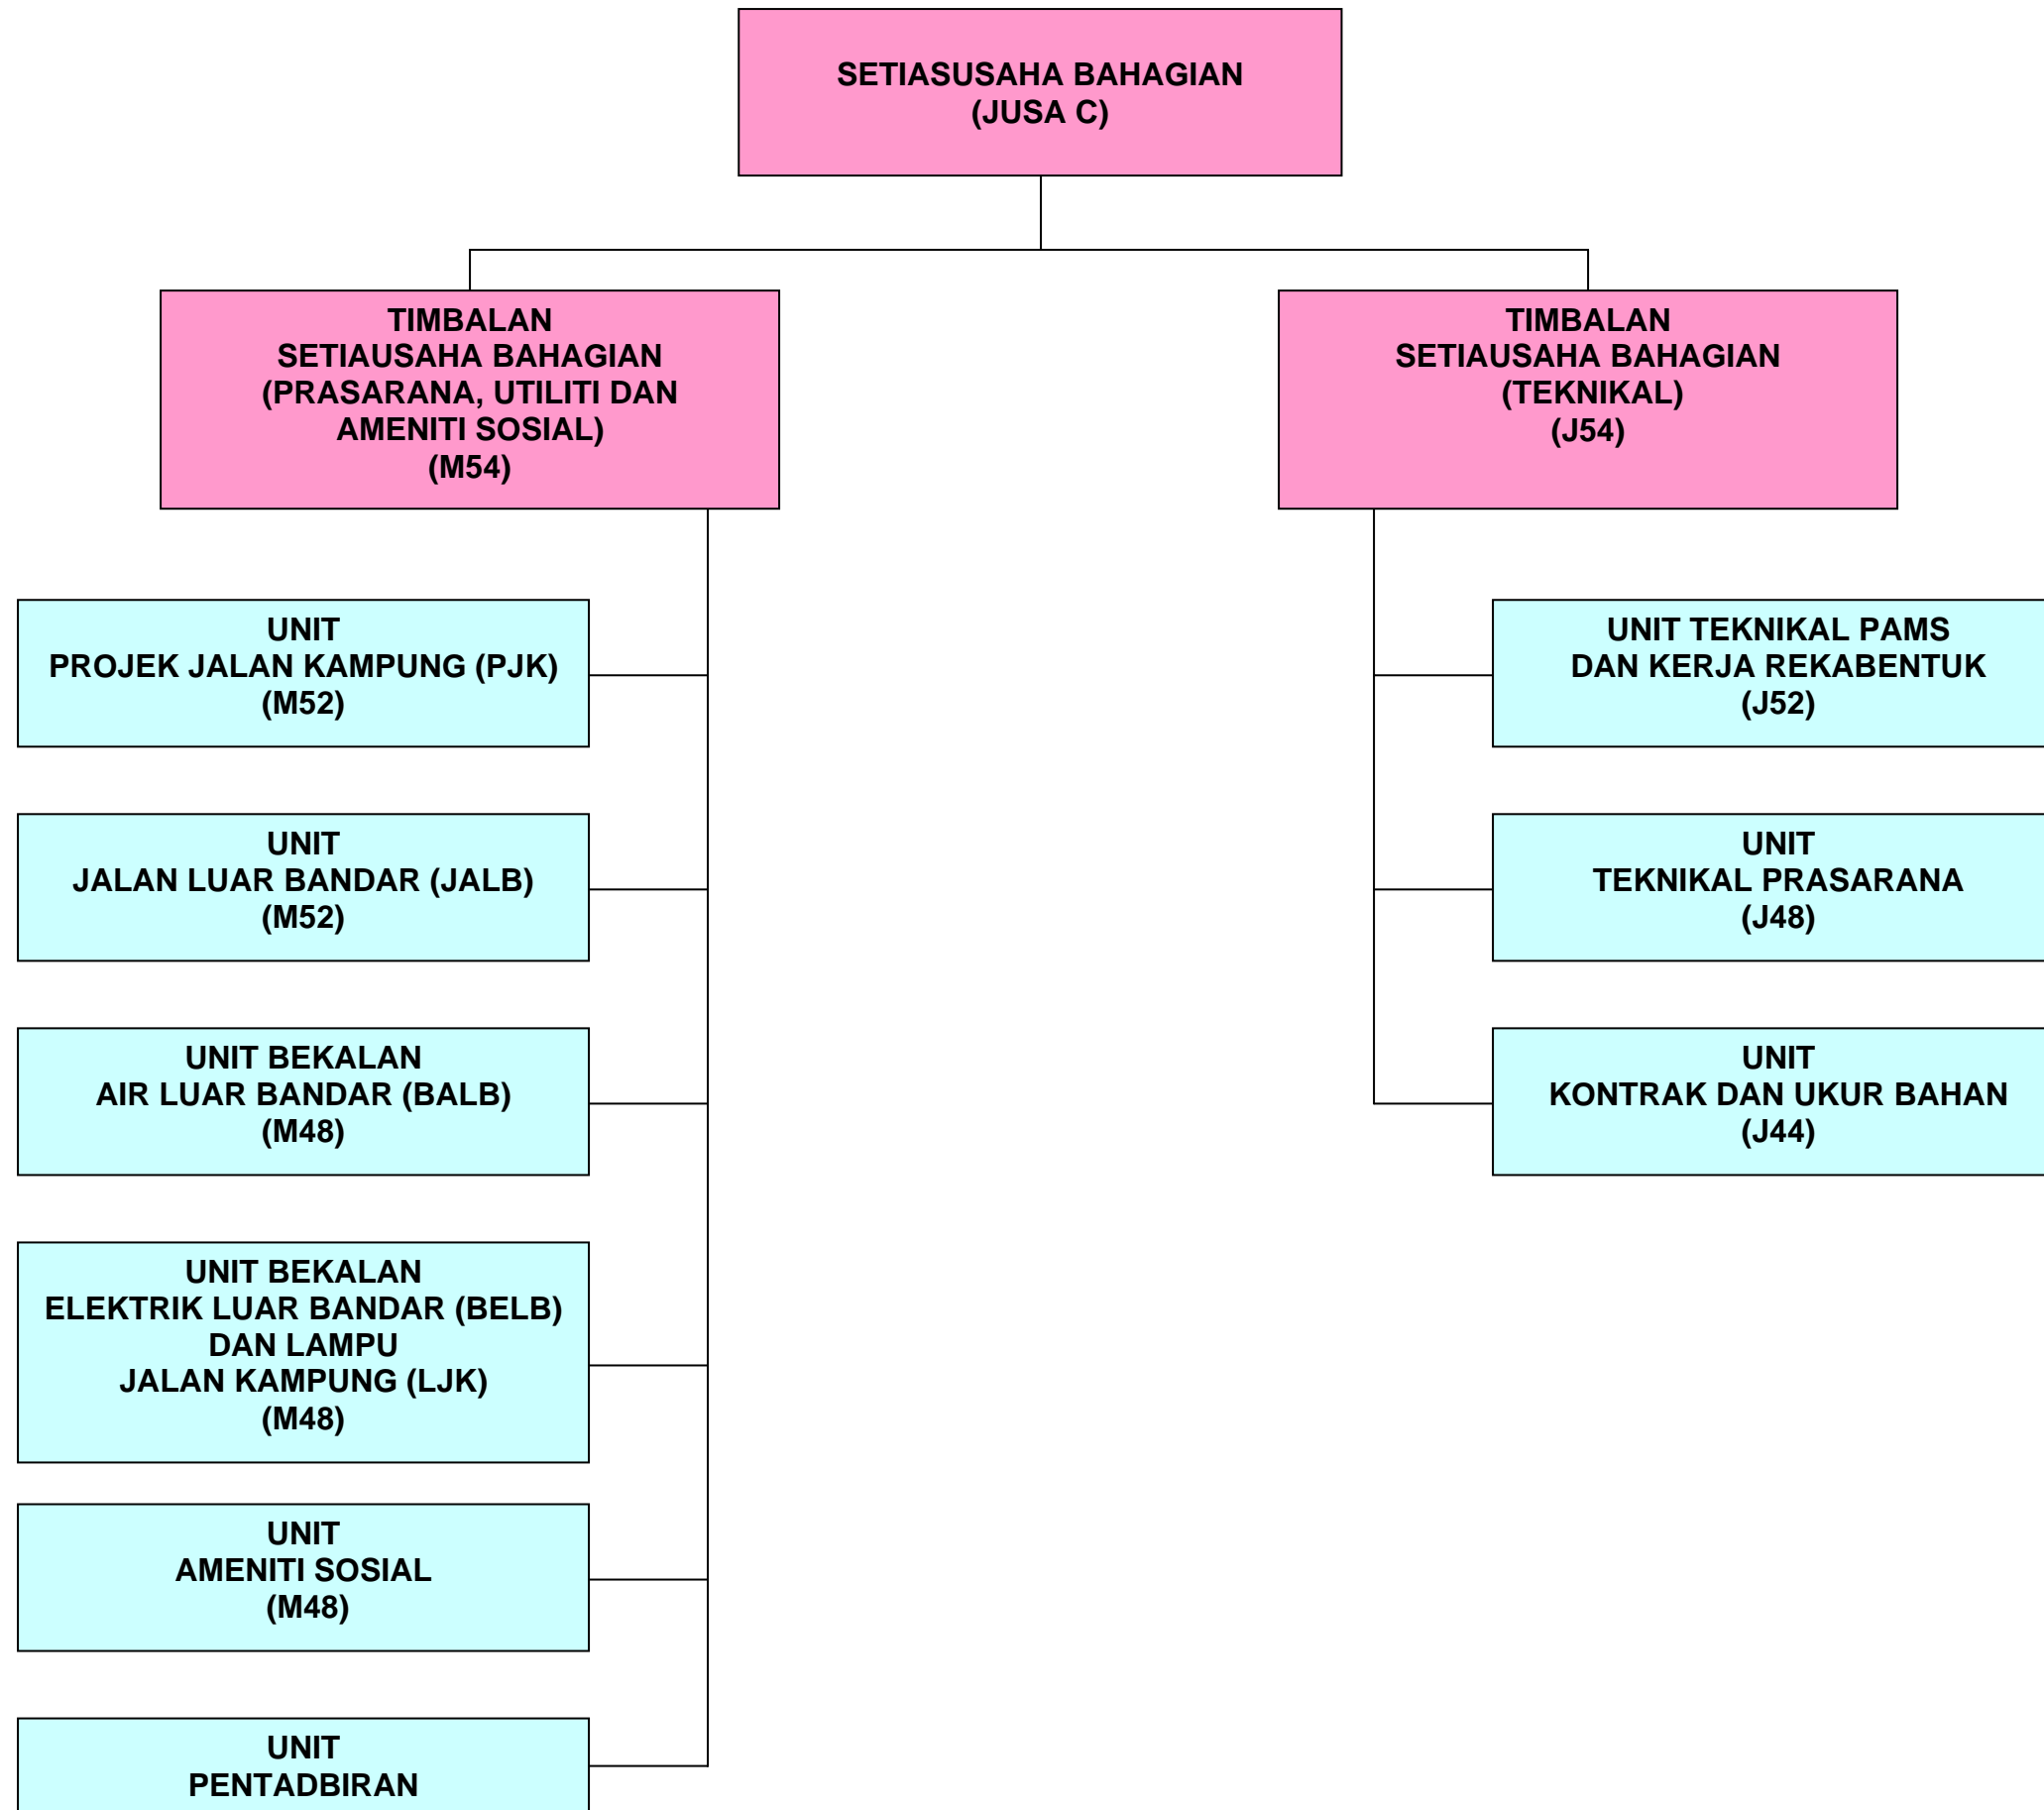 SETIASUSAHA BAHAGIAN
(JUSA C)
TIMBALAN
SETIAUSAHA BAHAGIAN
(PRASARANA, UTILITI DAN
AMENITI SOSIAL)
(M54)
TIMBALAN
SETIAUSAHA BAHAGIAN
(TEKNIKAL)
(J54)
UNIT
PROJEK JALAN KAMPUNG (PJK)
(M52)
UNIT
JALAN LUAR BANDAR (JALB)
(M52)
UNIT BEKALAN
AIR LUAR BANDAR (BALB)
(M48)
UNIT BEKALAN
ELEKTRIK LUAR BANDAR (BELB)
DAN LAMPU
JALAN KAMPUNG (LJK)
(M48)
UNIT
AMENITI SOSIAL
(M48)
UNIT
PENTADBIRAN
UNIT TEKNIKAL PAMS
DAN KERJA REKABENTUK
(J52)
UNIT
TEKNIKAL PRASARANA
(J48)
UNIT
KONTRAK DAN UKUR BAHAN
(J44)